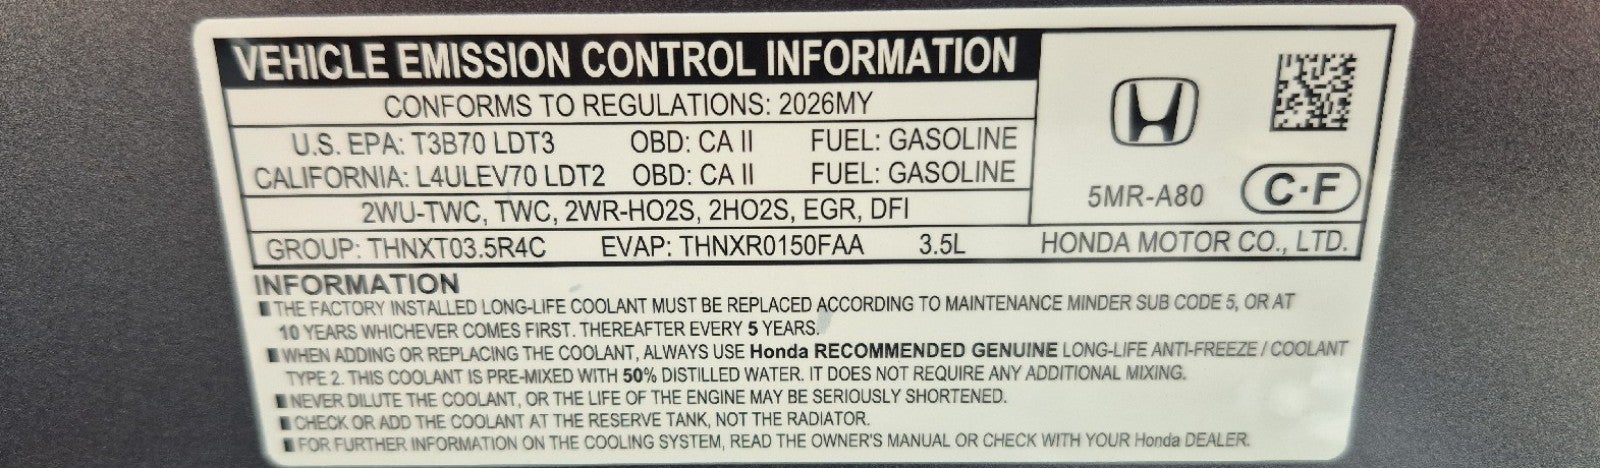 VEHICLE EMISSION CONTROL INFORMATION
CONFORMS TO REGULATIONS: 2026MY
U.S. EPA: T3B70 LDT3 OBD: CA II FUEL: GASOLINE
CALIFORNIA: L4ULEV70 LDT2 OBD: CA II FUEL: GASOLINE
5MR-A80 C·F
2WU-TWC, TWC, 2WR-HO2S, 2HO2S, EGR, DFI
GROUP: THNXT03.5R4C EVAP: THNXR0150FAA 3.5L HONDA MOTOR CO., LTD.
INFORMATION
THE FACTORY INSTALLED LONG-LIFE COOLANT MUST BE REPLACED ACCORDING TO MAINTENANCE MINDER SUB CODE 5, OR AT
10 YEARS WHICHEVER COMES FIRST. THEREAFTER EVERY 5 YEARS.
WHEN ADDING OR REPLACING THE COOLANT, ALWAYS USE Honda RECOMMENDED GENUINE LONG-LIFE ANTI-FREEZE / COOLANT
TYPE 2. THIS COOLANT IS PRE-MIXED WITH 50% DISTILLED WATER. IT DOES NOT REQUIRE ANY ADDITIONAL MIXING.
NEVER DILUTE THE COOLANT, OR THE LIFE OF THE ENGINE MAY BE SERIOUSLY SHORTENED.
CHECK OR ADD THE COOLANT AT THE RESERVE TANK, NOT THE RADIATOR.
FOR FURTHER INFORMATION ON THE COOLING SYSTEM, READ THE OWNER'S MANUAL OR CHECK WITH YOUR Honda DEALER.